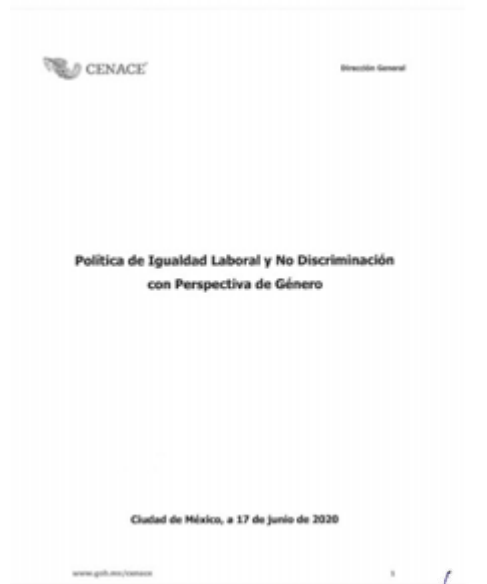 CENACE
Dirección General
Política de Igualdad Laboral y No Discriminación
con Perspectiva de Género
Ciudad de México, a 17 de junio de 2020
www.gob.mx/cenace
1